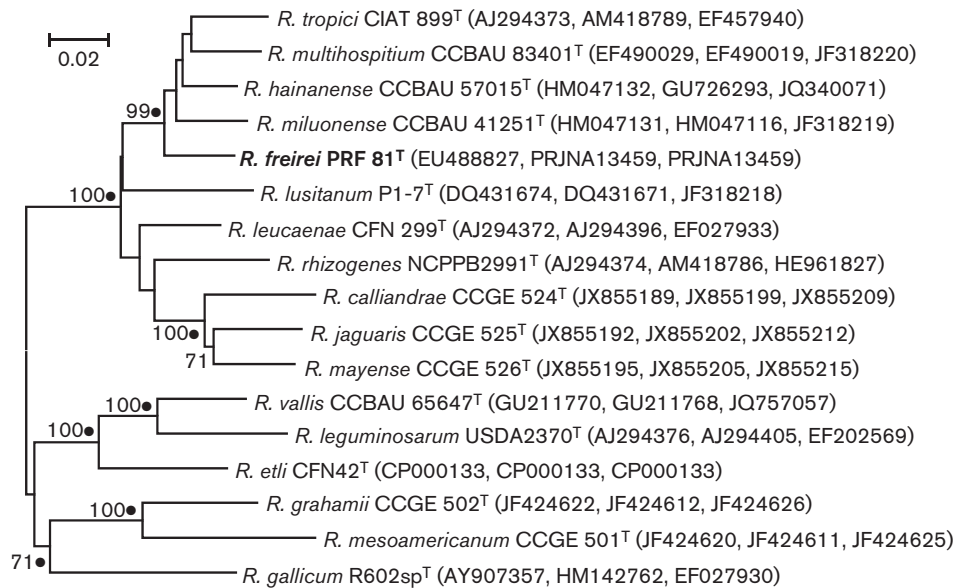 R. tropici CIAT 899T (AJ294373, AM418789, EF457940)
0.02
R. multihospitium CCBAU 83401T (EF490029, EF490019, JF318220)
R. hainanense CCBAU 57015T (HM047132, GU726293, JQ340071)
99●
R. miluonense CCBAU 41251T (HM047131, HM047116, JF318219)
R. freirei PRF 81T (EU488827, PRJNA13459, PRJNA13459)
100●
R. lusitanum P1-7T (DQ431674, DQ431671, JF318218)
R. leucaenae CFN 299T (AJ294372, AJ294396, EF027933)
R. rhizogenes NCPPB2991T (AJ294374, AM418786, HE961827)
R. calliandrae CCGE 524T (JX855189, JX855199, JX855209)
100●
R. jaguaris CCGE 525T (JX855192, JX855202, JX855212)
71
R. mayense CCGE 526T (JX855195, JX855205, JX855215)
100●
R. vallis CCBAU 65647T (GU211770, GU211768, JQ757057)
100●
R. leguminosarum USDA2370T (AJ294376, AJ294405, EF202569)
R. etli CFN42T (CP000133, CP000133, CP000133)
100●
R. grahamii CCGE 502T (JF424622, JF424612, JF424626)
R. mesoamericanum CCGE 501T (JF424620, JF424611, JF424625)
71●
R. gallicum R602spT (AY907357, HM142762, EF027930)